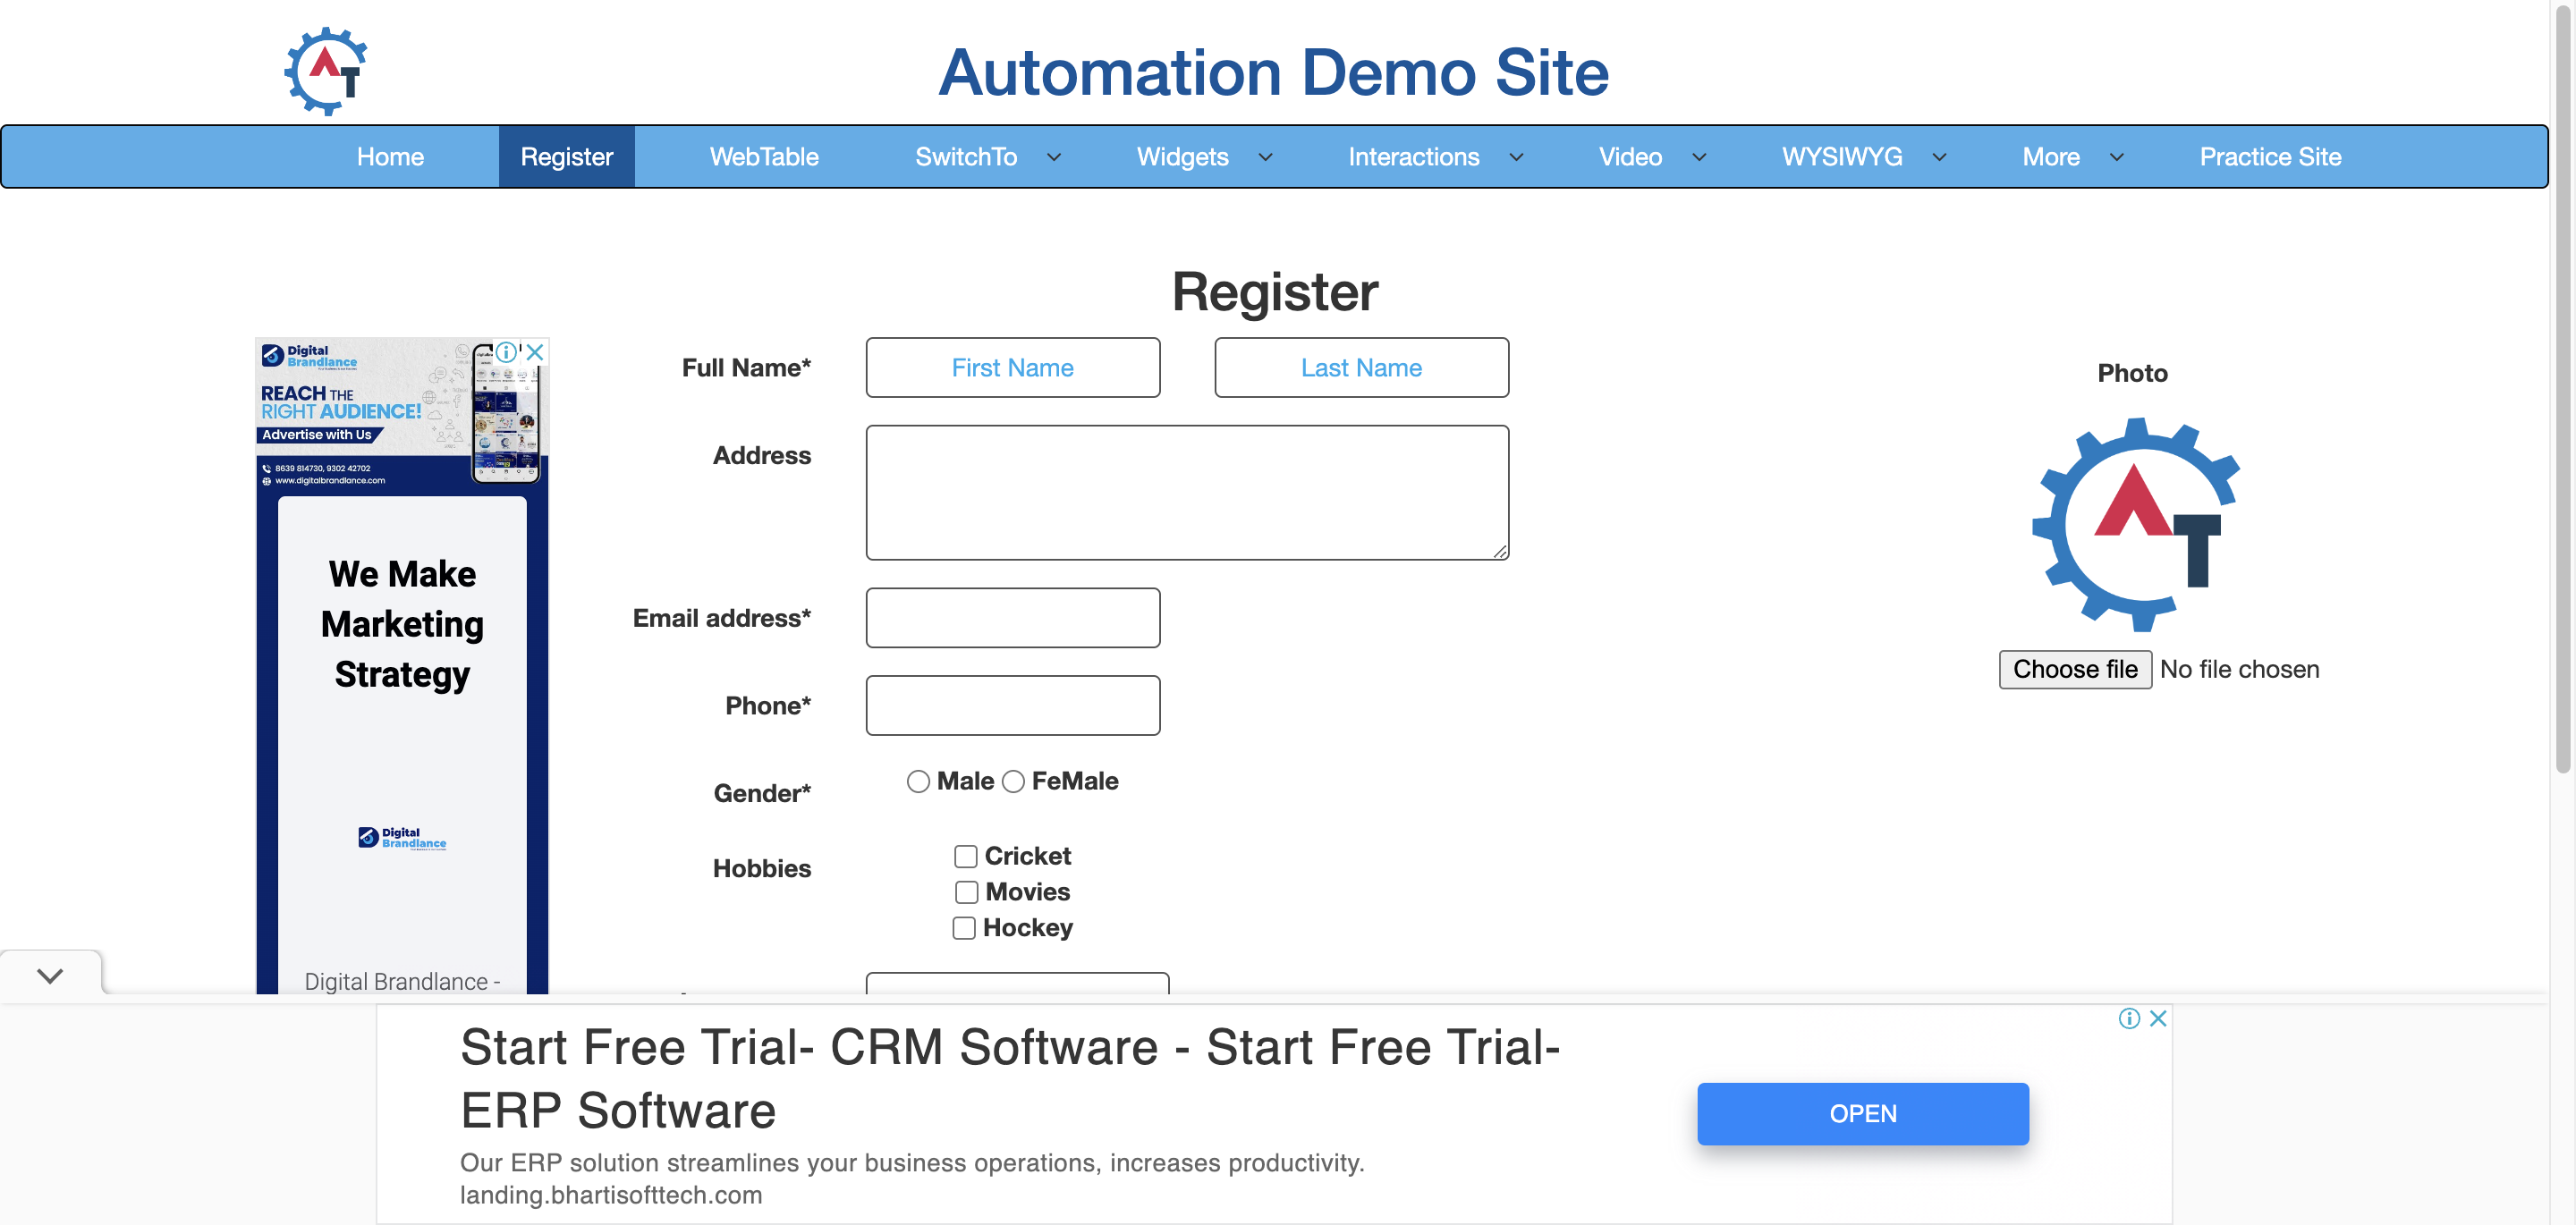 AT
Automation Demo Site
Home Register WebTable SwitchTo Widgets Interactions Video WYSIWYG More Practice Site
Register
Digital
Brandlance
REACH THE
RIGHT AUDIENCE!
Advertise with Us
8639 814730, 9302 42702
www.digitalbrandlance.com
We Make
Marketing
Strategy
Digital
Brandlance
Digital Brandlance -
Full Name* First Name Last Name
Address
Email address*
Phone*
Gender* Male FeMale
Hobbies Cricket
Movies
Hockey
Photo
AT
Choose file No file chosen
Start Free Trial- CRM Software - Start Free Trial-
ERP Software
Our ERP solution streamlines your business operations, increases productivity.
landing.bhartisofttech.com
OPEN